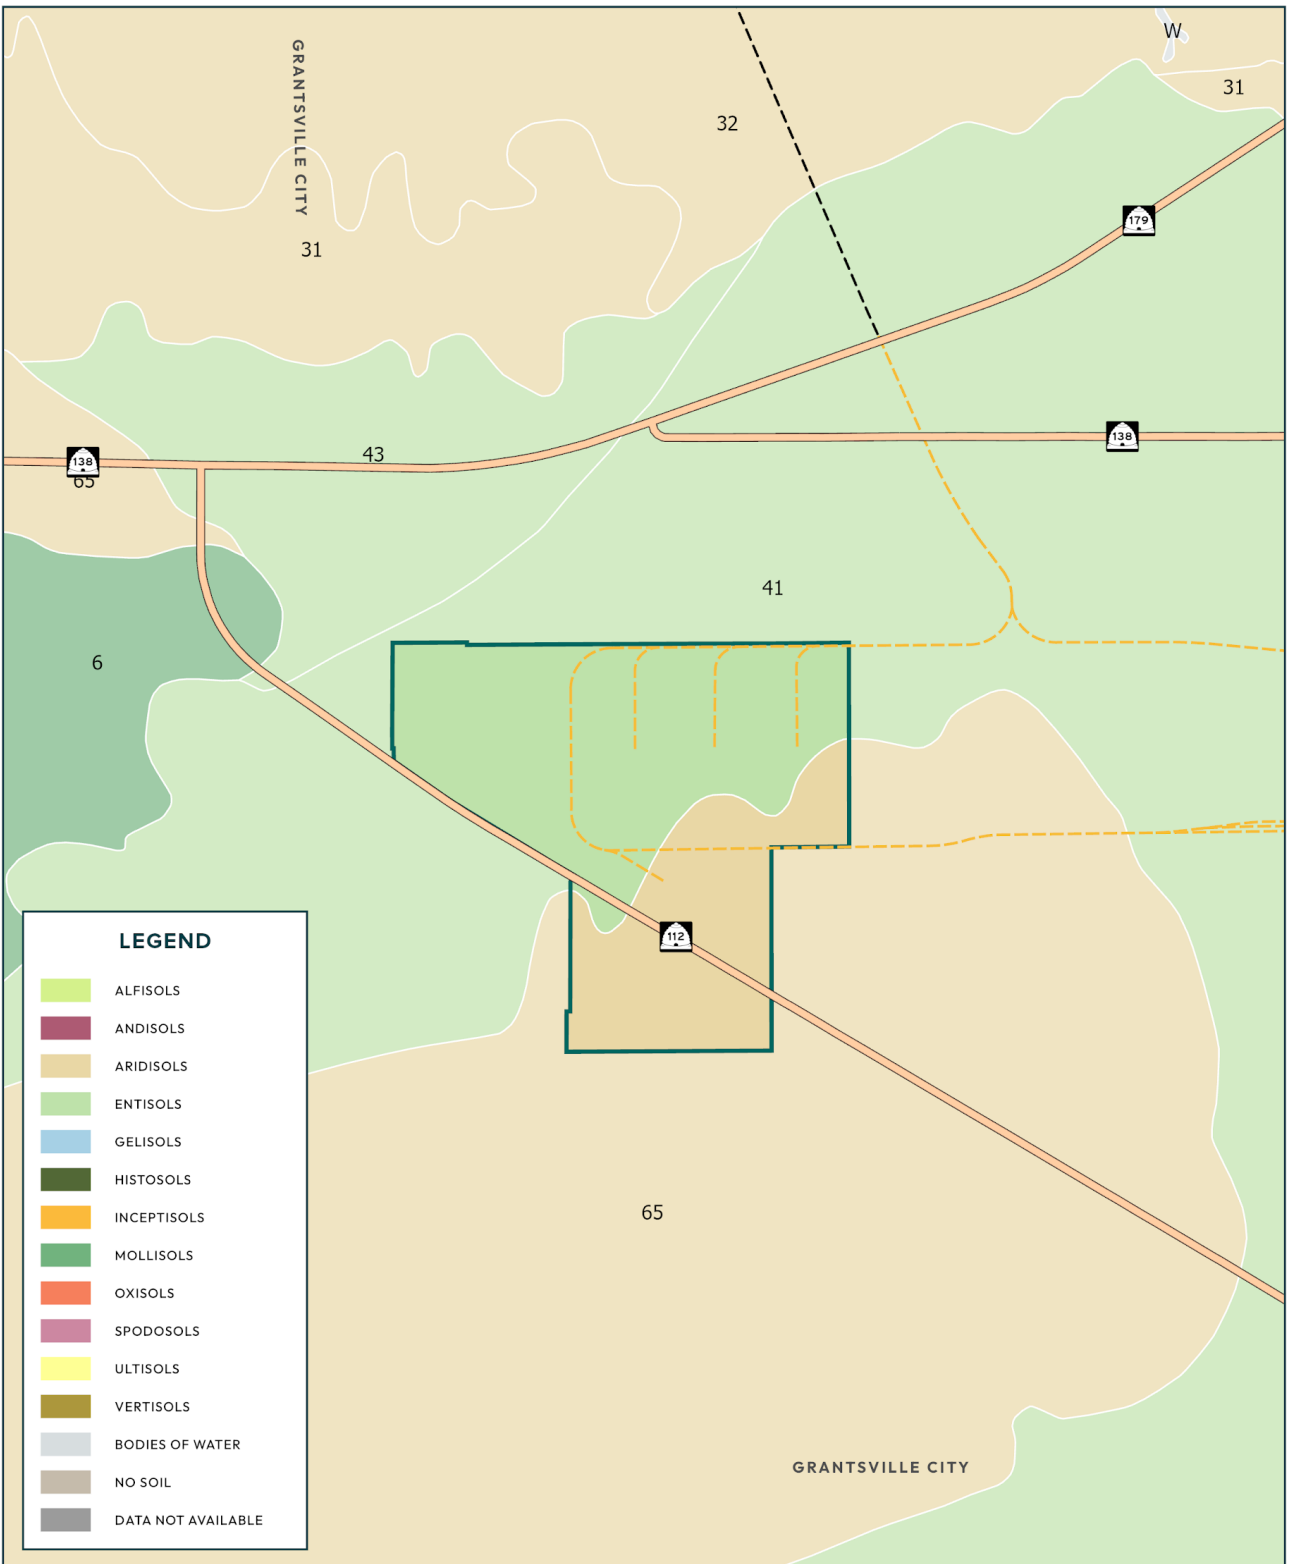 W
GRANTSVILLE CITY
31
32
179
31
138
43
138
65
41
6
112
LEGEND
ALFISOLS
ANDISOLS
ARIDISOLS
ENTISOLS
GELISOLS
HISTOSOLS
INCEPTISOLS
MOLLISOLS
OXISOLS
SPODOSOLS
ULTISOLS
VERTISOLS
BODIES OF WATER
NO SOIL
DATA NOT AVAILABLE
65
GRANTSVILLE CITY